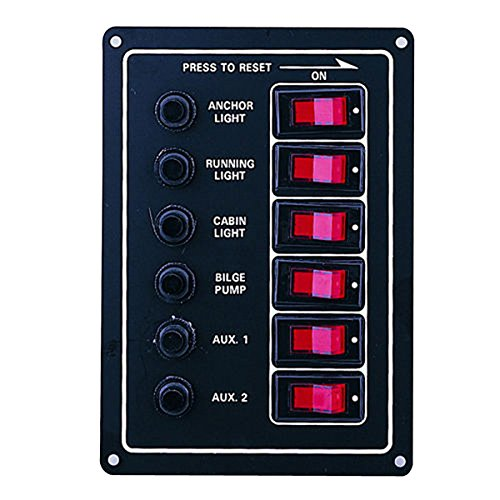 PRESS TO RESET
ON
ANCHOR
LIGHT
RUNNING
LIGHT
CABIN
LIGHT
BILGE
PUMP
AUX. 1
AUX. 2